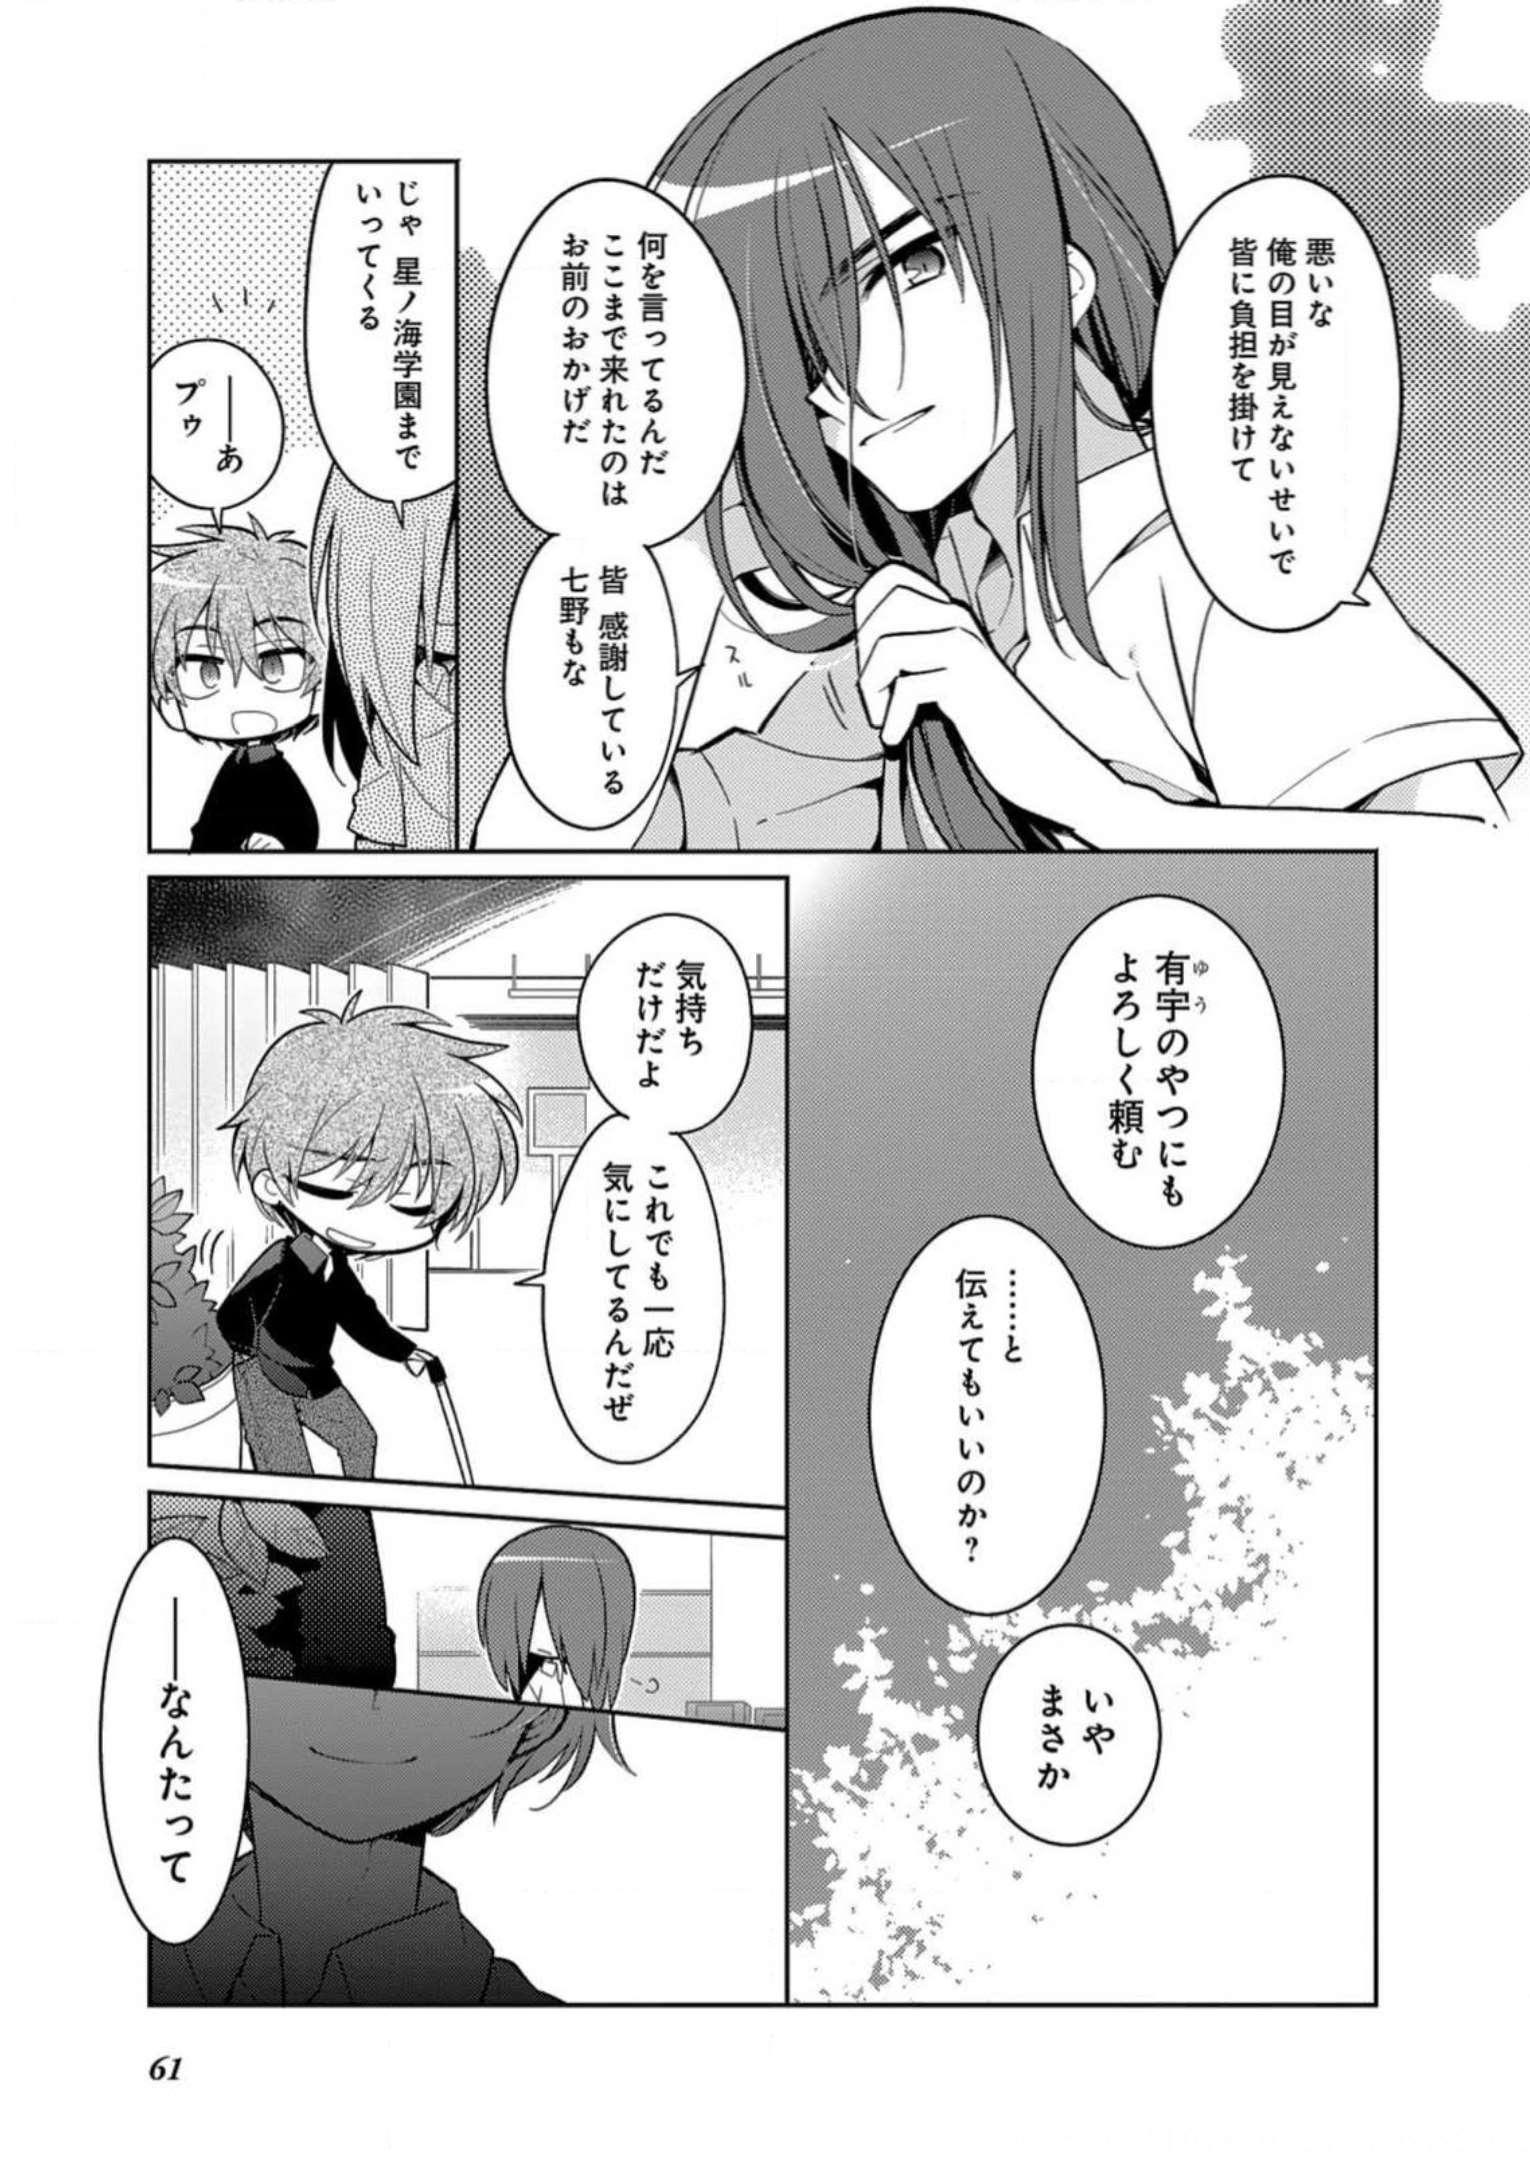 悪いな
俺の目が見えないせいで
皆に負担を掛けて
何を言ってるんだ
ここまで来れたのは
お前のおかげだ
皆 感謝している
七野もな
スル
じゃ 星ノ海学園まで
いってくる
――あ
プゥ
有宇のやつにも
ゆう
よろしく頼む
……と
伝えてもいいのか?
いや
まさか
気持ち
だけだよ
これでも一応
気にしてるんだぜ
――なんたって
61